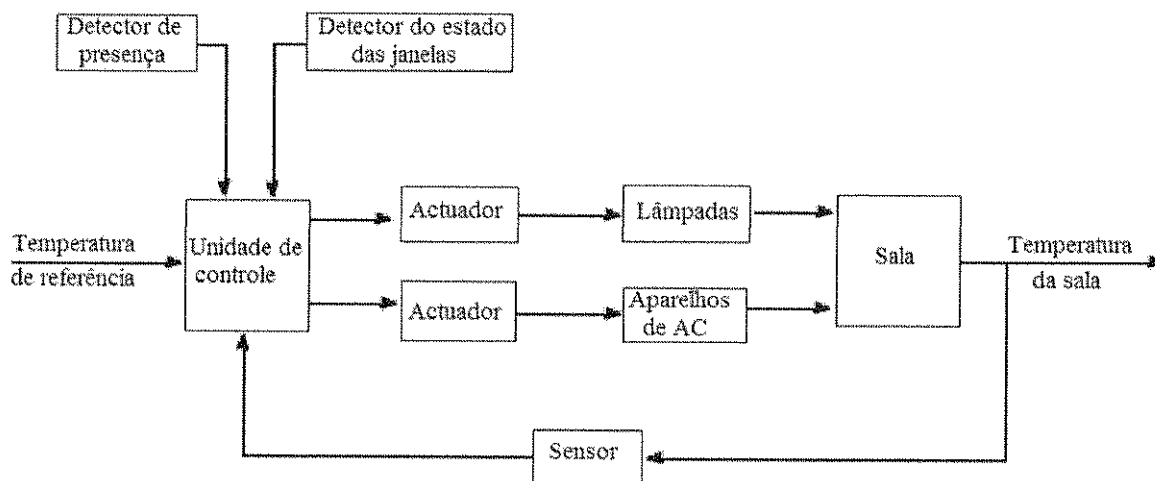 Detector de
presença
Detector do estado
das janelas
Actuador
Lâmpadas
Temperatura
de referência
Unidade de
controle
Sala
Temperatura
da sala
Actuador
Aparelhos
de AC
Sensor